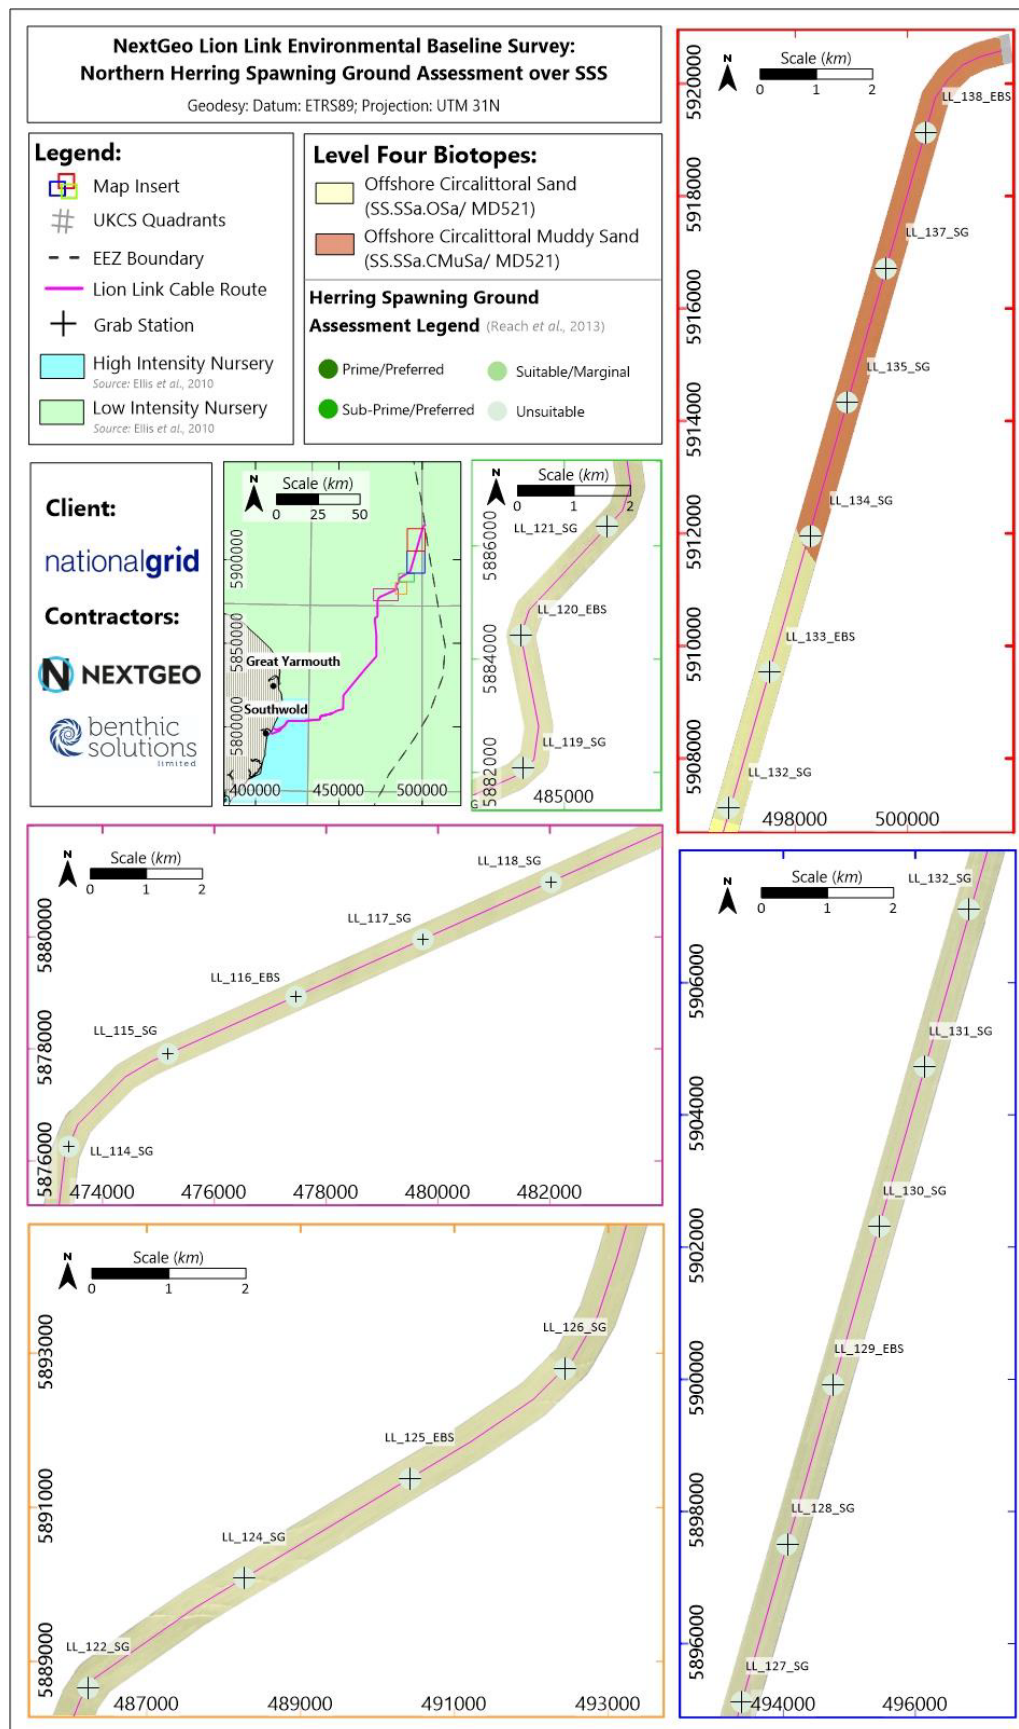 NextGeo Lion Link Environmental Baseline Survey:
Northern Herring Spawning Ground Assessment over SSS
Geodesy: Datum: ETRS89; Projection: UTM 31N
Legend:
Map Insert
UKCS Quadrants
EEZ Boundary
Lion Link Cable Route
Grab Station
High Intensity Nursery
Source: Ellis et al., 2010
Low Intensity Nursery
Source: Ellis et al., 2010
Level Four Biotopes:
Offshore Circalittoral Sand
(SS.SSa.OSa/ MD521)
Offshore Circalittoral Muddy Sand
(SS.SSa.CMuSa/ MD521)
Herring Spawning Ground
Assessment Legend (Reach et al., 2013)
Prime/Preferred
Suitable/Marginal
Sub-Prime/Preferred
Unsuitable
Client:
nationalgrid
Contractors:
N NEXTGEO
benthic
solutions
limited
N
Scale (km)
0 25 50
5900000
5850000
5800000
Great Yarmouth
Southwold
400000 450000 500000
N
Scale (km)
0 1 2
LL_121_SG
LL_120_EBS
LL_119_SG
G
5886000
5884000
5882000
485000
N
Scale (km)
0 1 2
LL_138_EBS
LL_137_SG
LL_135_SG
LL_134_SG
LL_133_EBS
LL_132_SG
5920000
5918000
5916000
5914000
5912000
5910000
5908000
498000 500000
N
Scale (km)
0 1 2
LL_118_SG
LL_117_SG
LL_116_EBS
LL_115_SG
LL_114_SG
5880000
5878000
5876000
474000 476000 478000 480000 482000
N
Scale (km)
0 1 2
LL_132_SG
LL_131_SG
LL_130_SG
LL_129_EBS
LL_128_SG
LL_127_SG
5906000
5904000
5902000
5900000
5898000
5896000
494000 496000
N
Scale (km)
0 1 2
LL_126_SG
LL_125_EBS
LL_124_SG
LL_122_SG
5893000
5891000
5889000
487000 489000 491000 493000